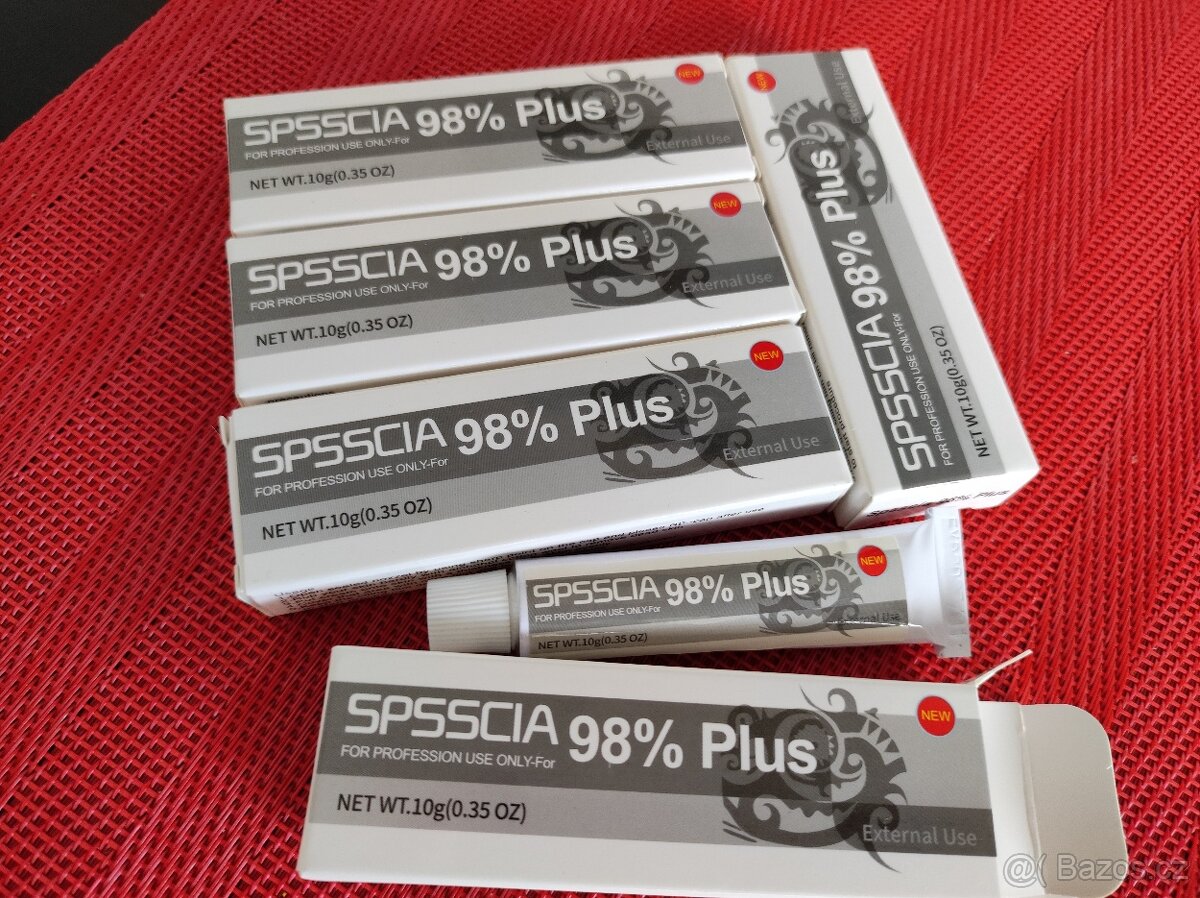 SPSSCIA 98% Plus
NEW
FOR PROFESSION USE ONLY-For
External Use
NET WT.10g(0.35 OZ)
SPSSCIA 98% Plus
NEW
FOR PROFESSION USE ONLY-For
External Use
NET WT.10g(0.35 OZ)
SPSSCIA 98% Plus
NEW
FOR PROFESSION USE ONLY-For
External Use
NET WT.10g(0.35 OZ)
NEW
External Use
SPSSCIA 98% Plus
FOR PROFESSION USE ONLY-For
NET WT.10g(0.35 OZ)
SPSSCIA 98% Plus
SPSSCIA 98% Plus
NEW
FOR PROFESSION USE ONLY-For
External Use
NET WT.10g(0.35 OZ)
SPSSCIA 98% Plus
NEW
FOR PROFESSION USE ONLY-For
NET WT.10g(0.35 OZ)
External Use
@( Bazos.cz